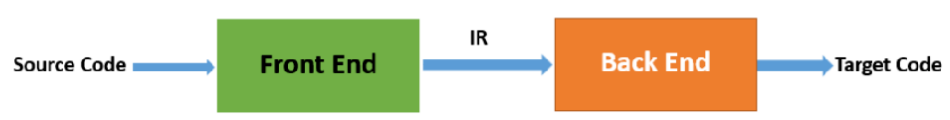 Source Code
Front End
IR
Back End
Target Code